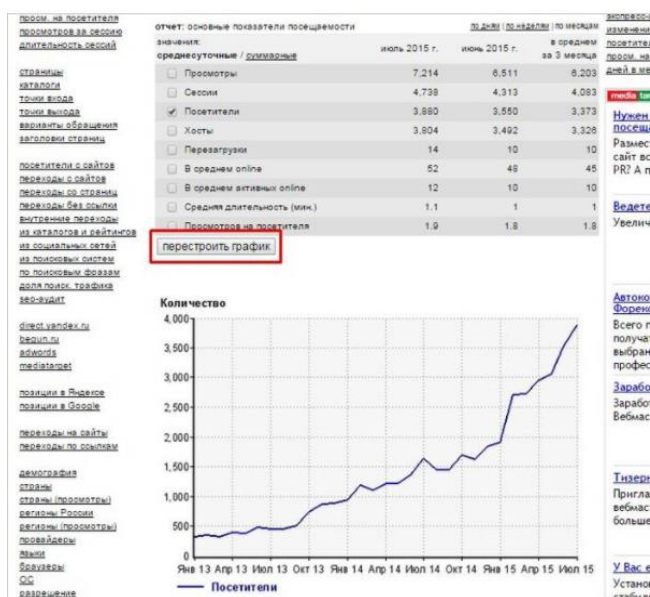 просм. на посетителя
просмотров за сессию
длительность сессий
страницы
каталоги
точки входа
точки выхода
варианты обращения
заголовки страниц
посетители с сайтов
переходы с сайтов
переходы со страниц
переходы без ссылки
внутренние переходы
из каталогов и рейтингов
из социальных сетей
из поисковых систем
по поисковым фразам
доля поиск. трафика
seo-аудит
direct.yandex.ru
begun.ru
adwords
mediatarget
позиции в Яндексе
позиции в Google
переходы на сайты
переходы по ссылкам
демография
страны
страны (просмотры)
регионы России
регионы (просмотры)
провайдеры
языки
браузеры
ОС
разрешение
отчет: основные показатели посещаемости по дням | по неделям | по месяцам
значения:
среднесуточные / суммарные июль 2015 г. июнь 2015 г. в среднем за 3 месяца
Просмотры 7,214 6,511 6,203
Сессии 4,738 4,313 4,083
Посетители 3,880 3,550 3,373
Хосты 3,804 3,492 3,326
Перезагрузки 14 10 10
В среднем online 52 48 45
В среднем активных online 12 10 10
Средняя длительность (мин.) 1.1 1 1
Просмотров на посетителя 1.9 1.8 1.8
перестроить график
Количество
4,000
3,500
3,000
2,500
2,000
1,500
1,000
500
0
Янв 13 Апр 13 Июл 13 Окт 13 Янв 14 Апр 14 Июл 14 Окт 14 Янв 15 Апр 15 Июл 15
Посетители
экспресс-
изменени
посетител
просм. на
дней в ме
media tar
Нужен
посеща
Размес
сайт вс
PR? А п
Ведете
Увелич
Автоко
Форекс
Всего п
получат
выбран
професс
Зарабо
Заработ
Вебмас
Тизерн
Пригла
вебмас
больше
У Вас е
Установ